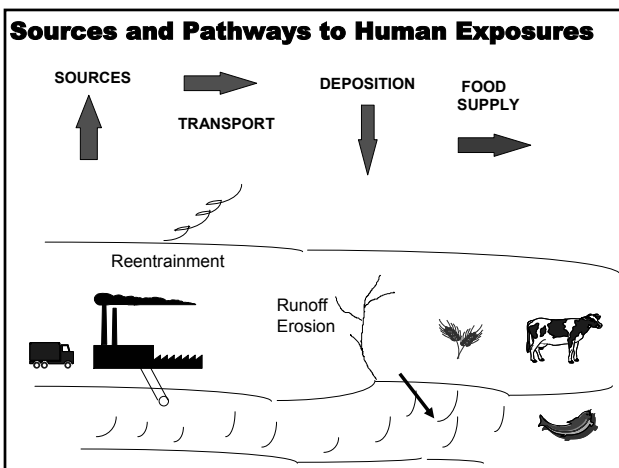 Sources and Pathways to Human Exposures
SOURCES
TRANSPORT
DEPOSITION
FOOD
SUPPLY
Reentrainment
Runoff
Erosion